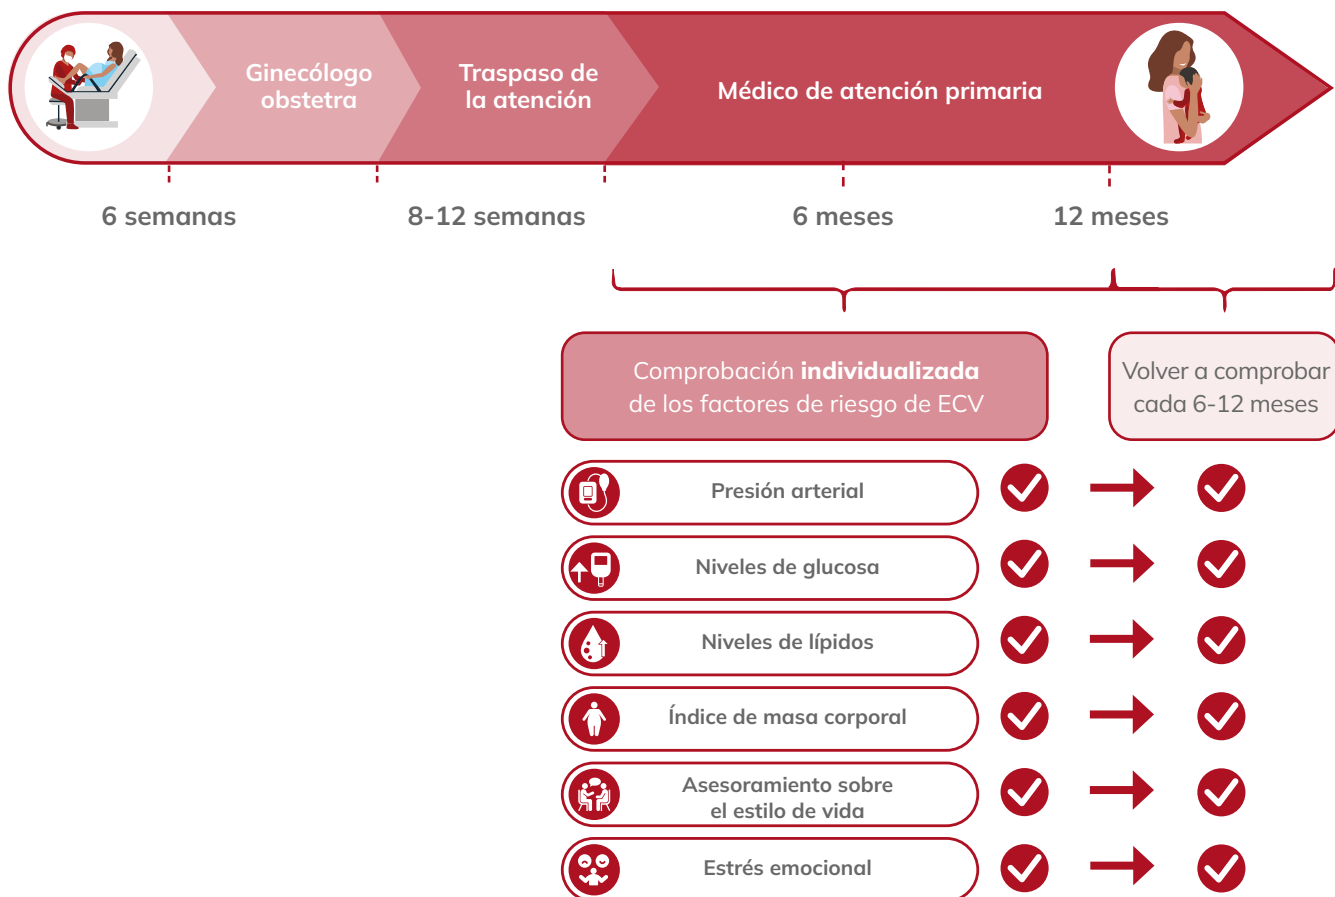 Ginecólogo
obstetra
Traspaso de
la atención
Médico de atención primaria
6 semanas
8-12 semanas
6 meses
12 meses
Comprobación individualizada
de los factores de riesgo de ECV
Volver a comprobar
cada 6-12 meses
Presión arterial
Niveles de glucosa
Niveles de lípidos
Índice de masa corporal
Asesoramiento sobre
el estilo de vida
Estrés emocional